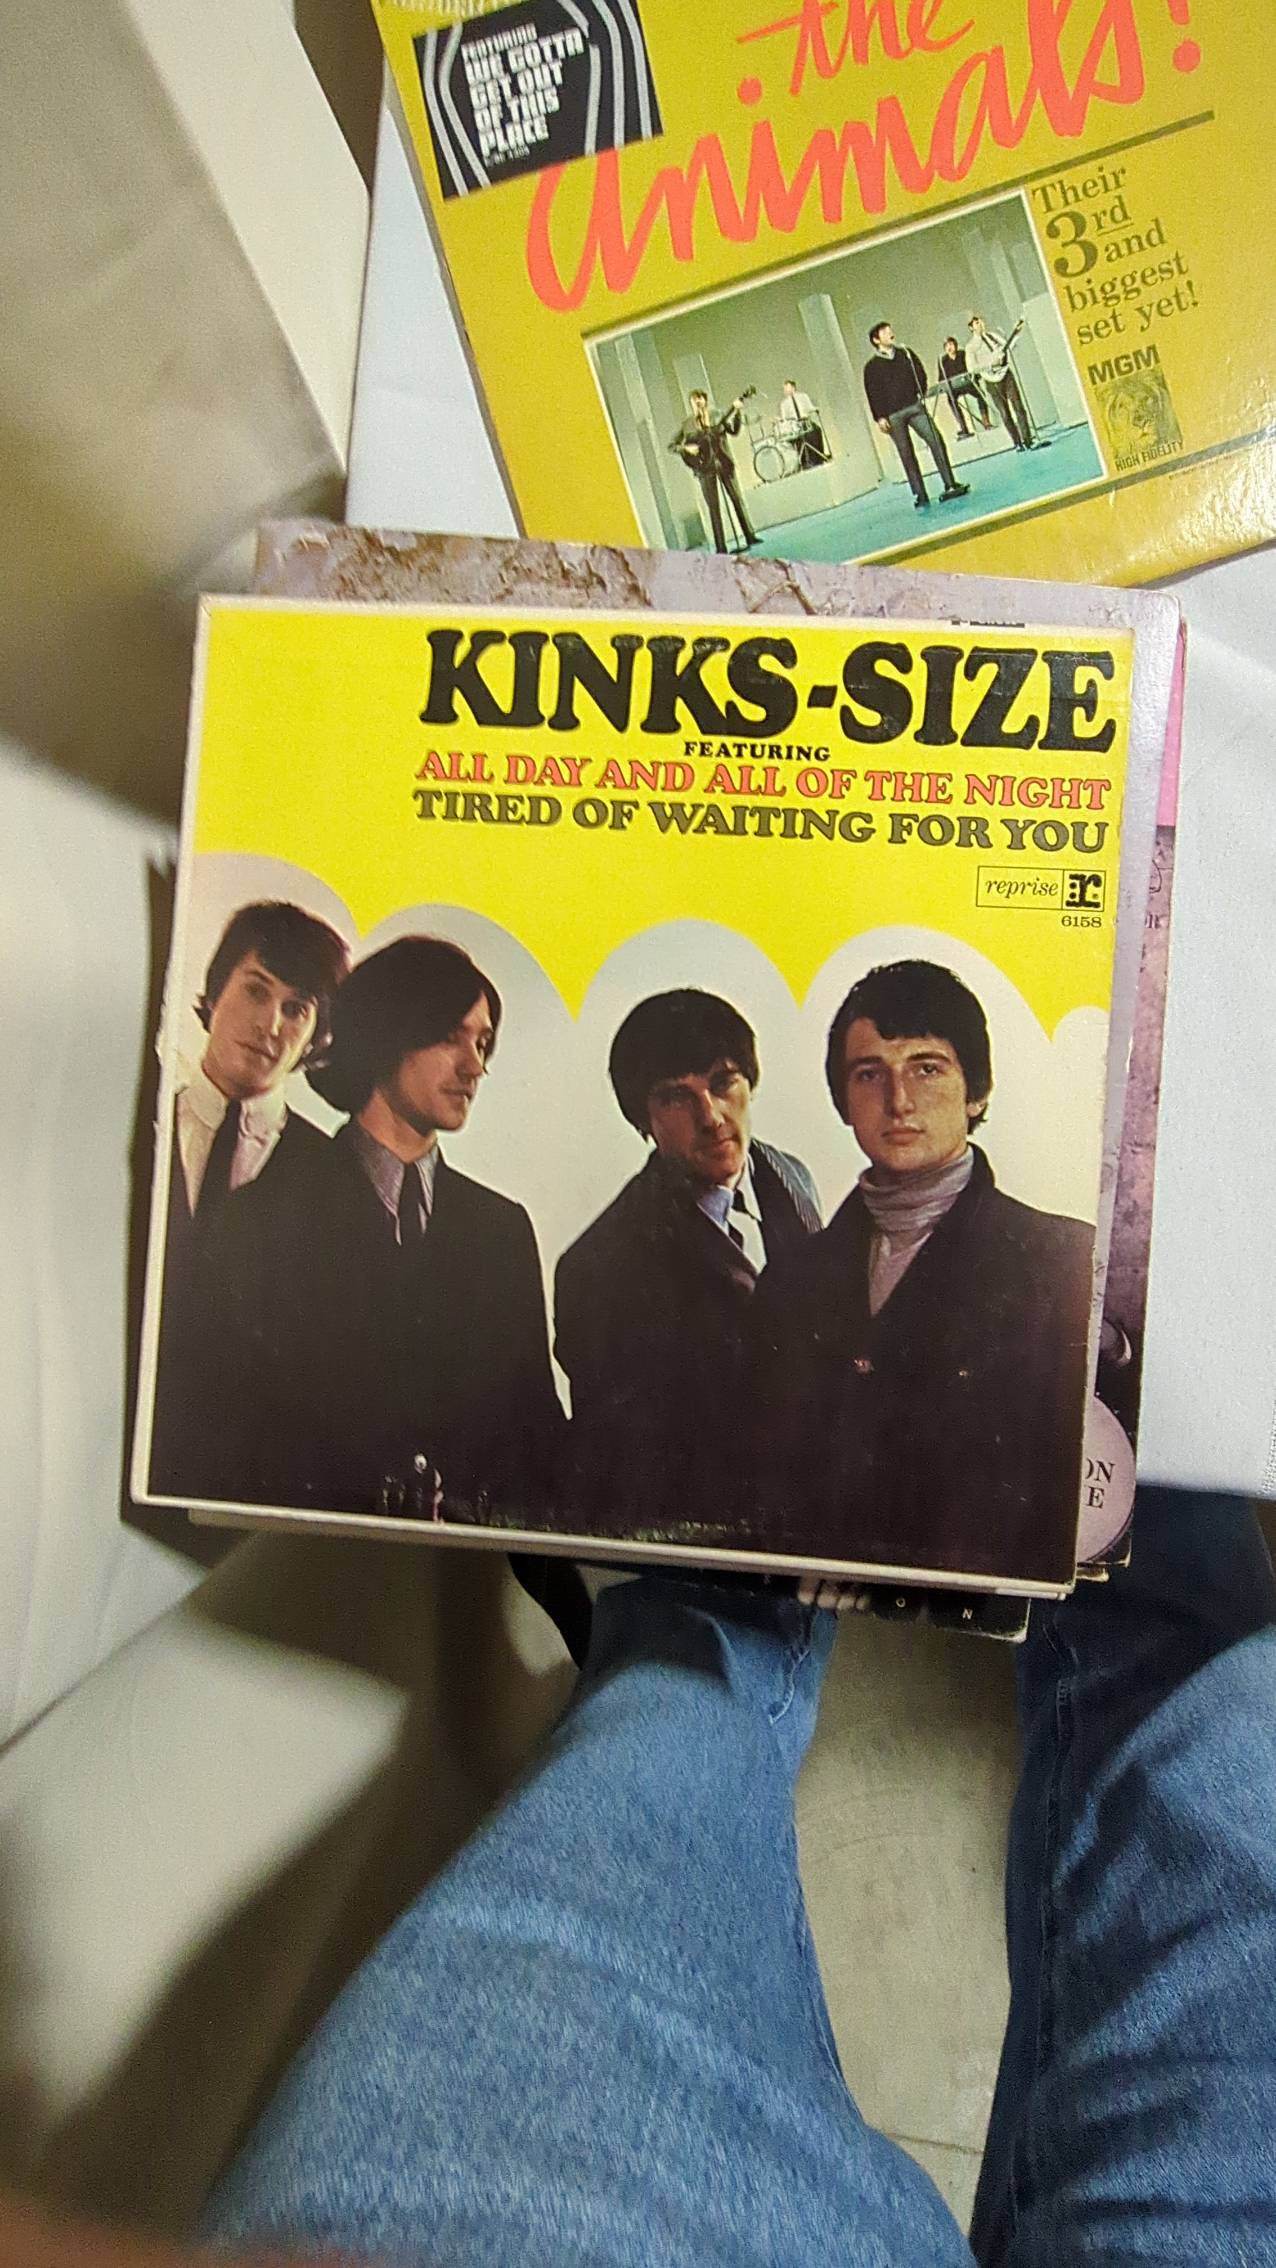 FEATURING
WE GOTTA
GET OUT
OF THIS
PLACE
the
animals!
Their
3rd
and
biggest
set yet!
MGM
HIGH FIDELITY
KINKS-SIZE
FEATURING
ALL DAY AND ALL OF THE NIGHT
TIRED OF WAITING FOR YOU
reprise r:
6158
ON
E
O N